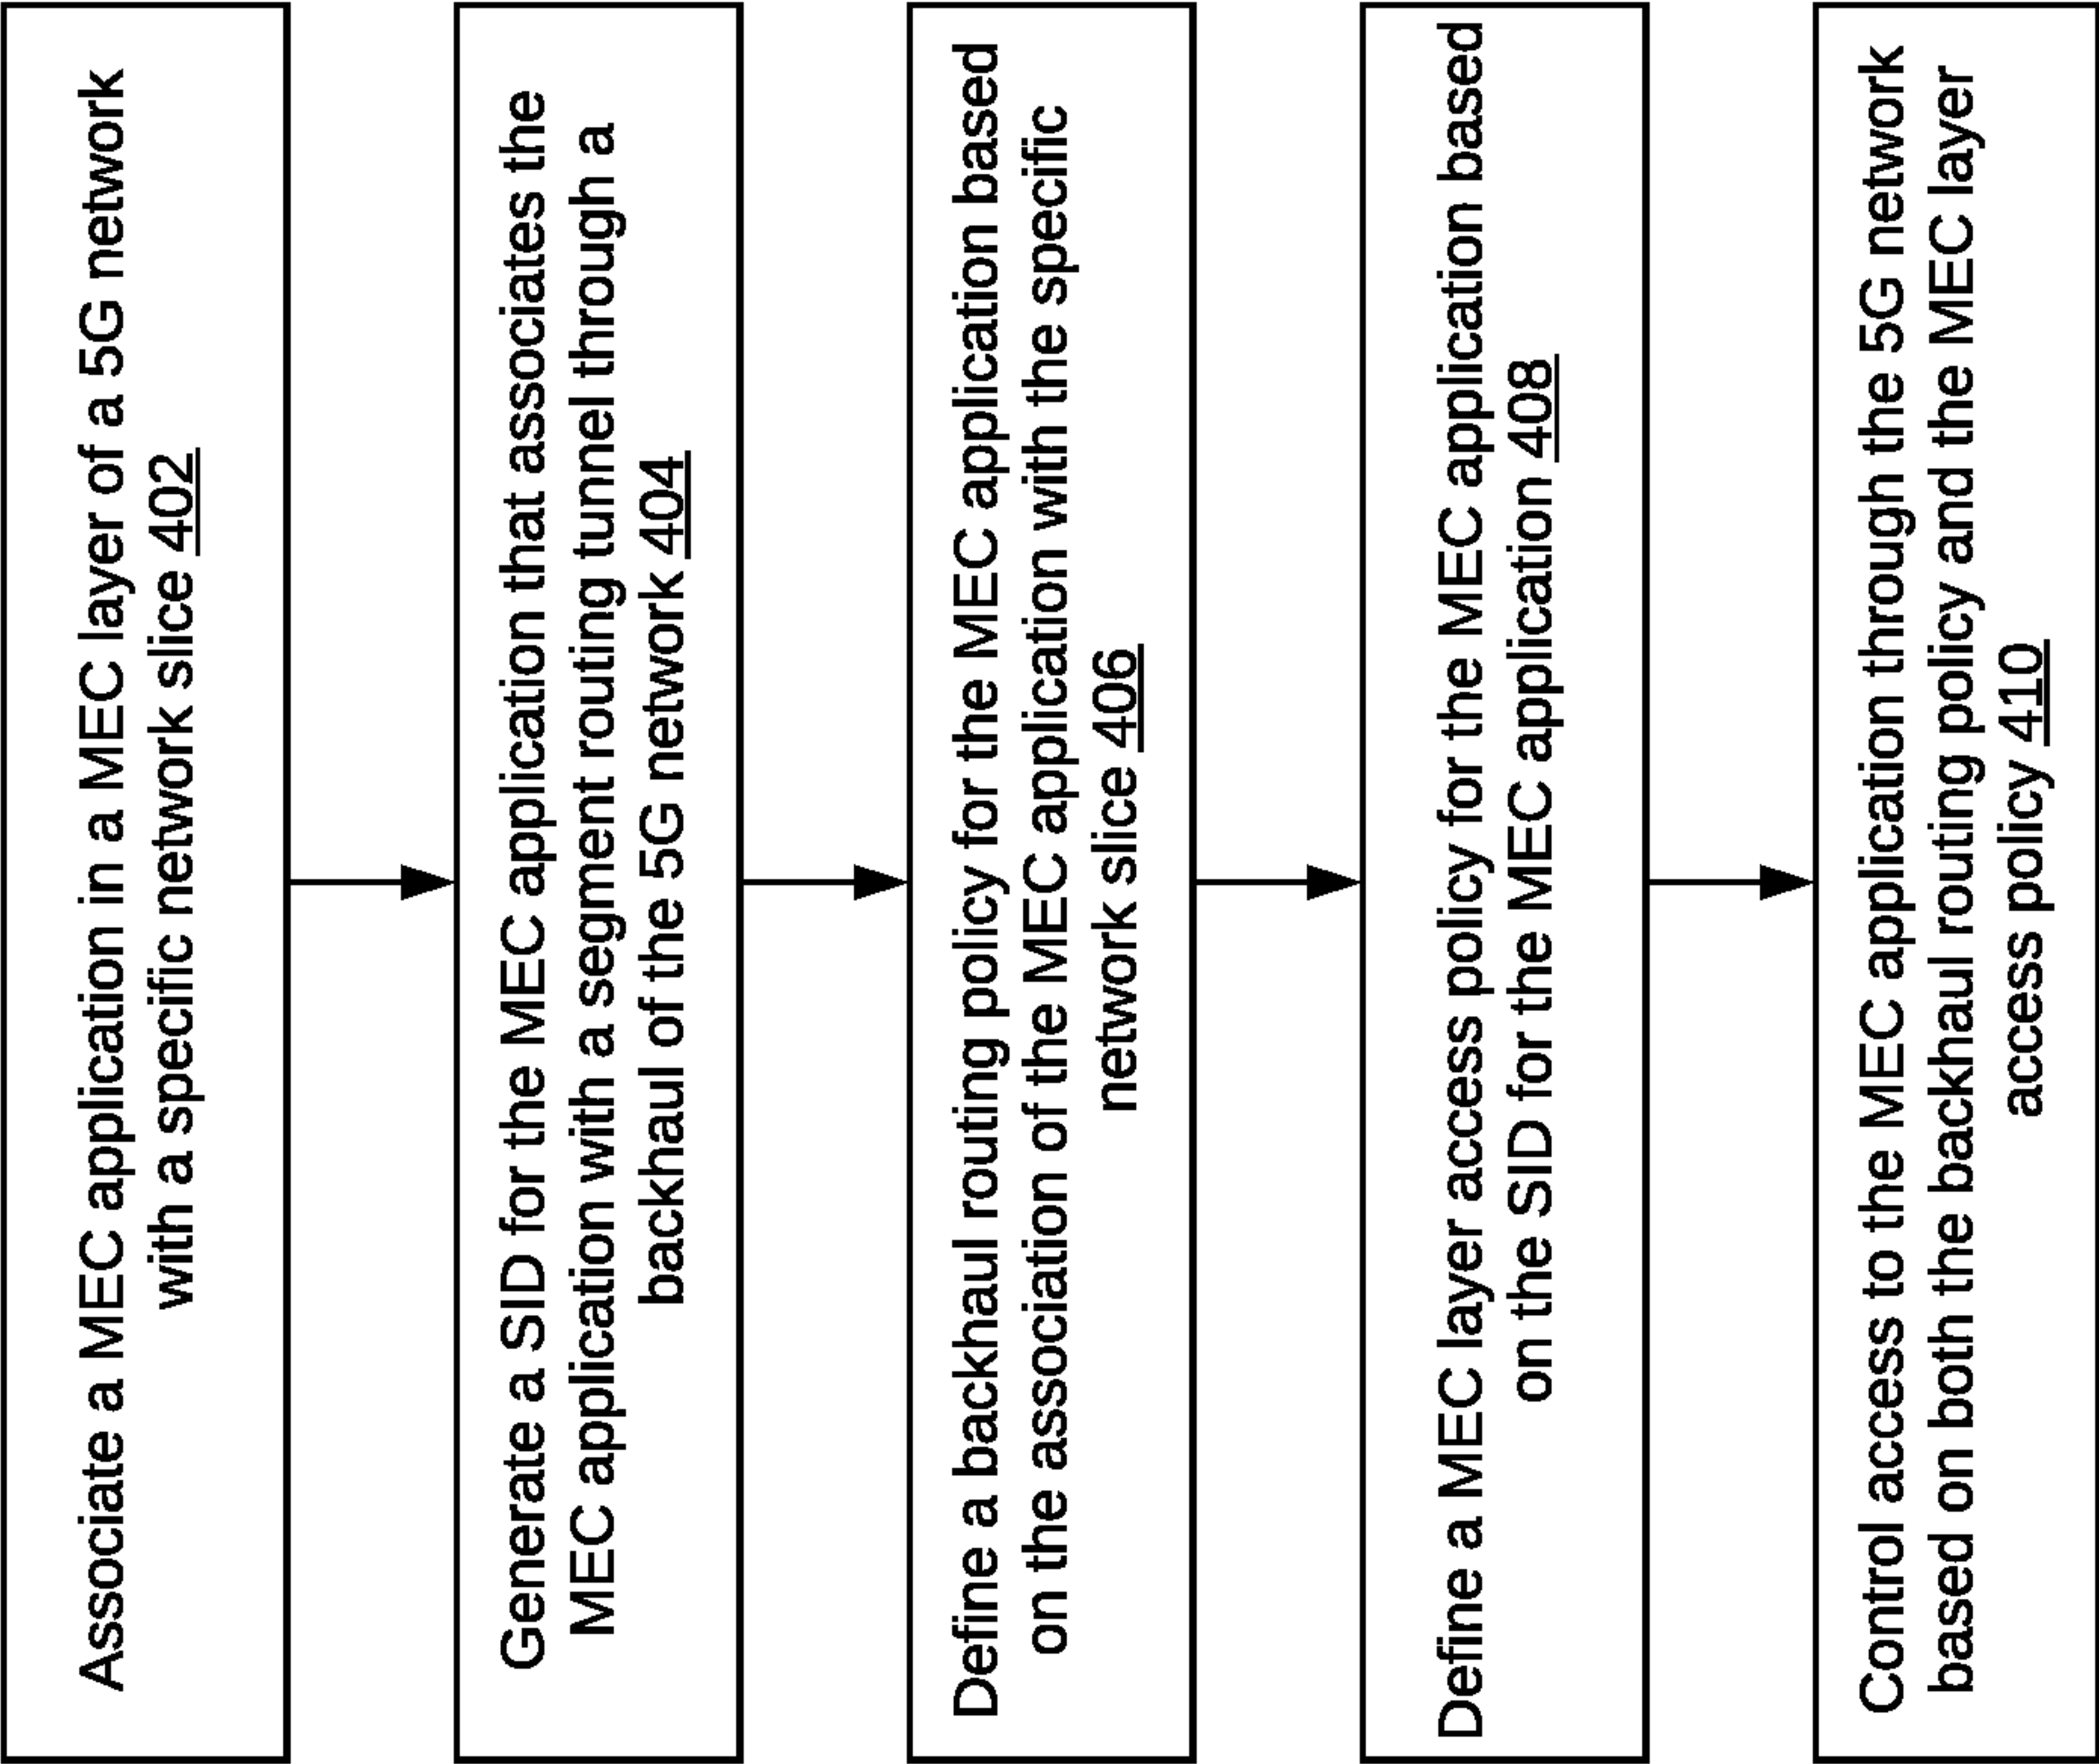 Associate a MEC application in a MEC layer of a 5G network
with a specific network slice 402
Generate a SID for the MEC application that associates the
MEC application with a segment routing tunnel through a
backhaul of the 5G network 404
Define a backhaul routing policy for the MEC application based
on the association of the MEC application with the specific
network slice 406
Define a MEC layer access policy for the MEC application based
on the SID for the MEC application 408
Control access to the MEC application through the 5G network
based on both the backhaul routing policy and the MEC layer
access policy 410